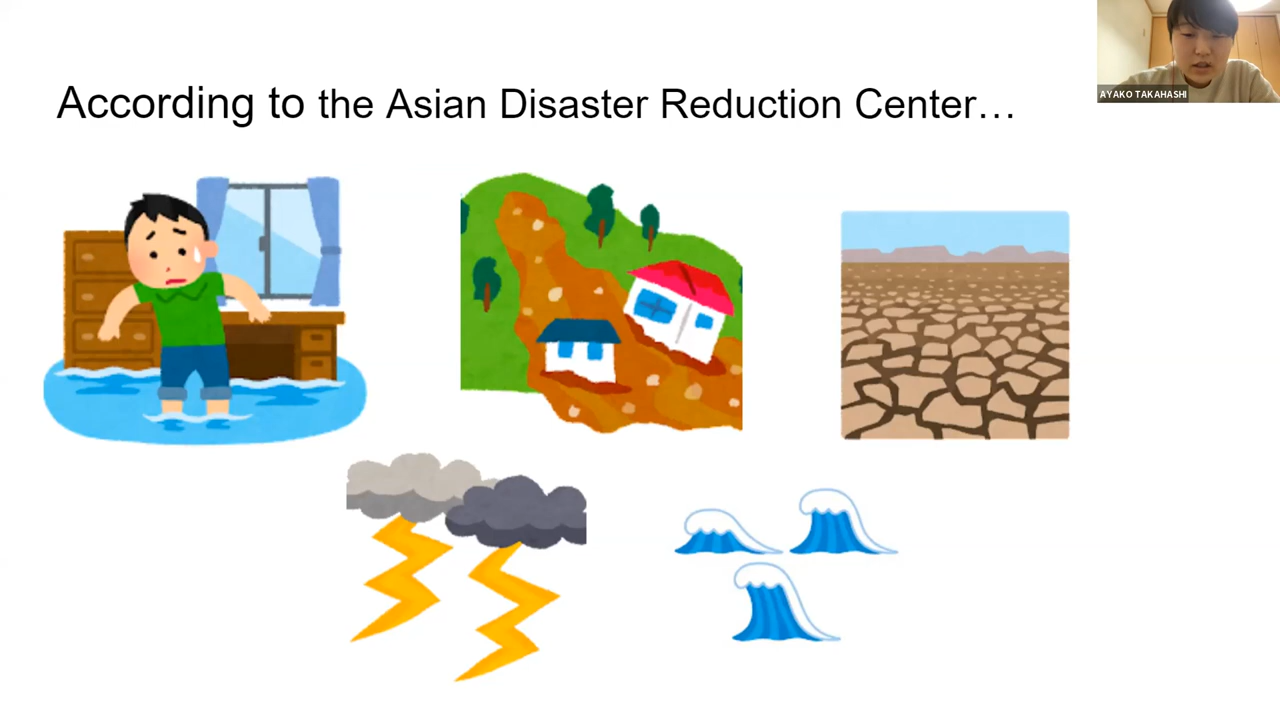 According to the Asian Disaster Reduction Center…
AYAKO TAKAHASHI